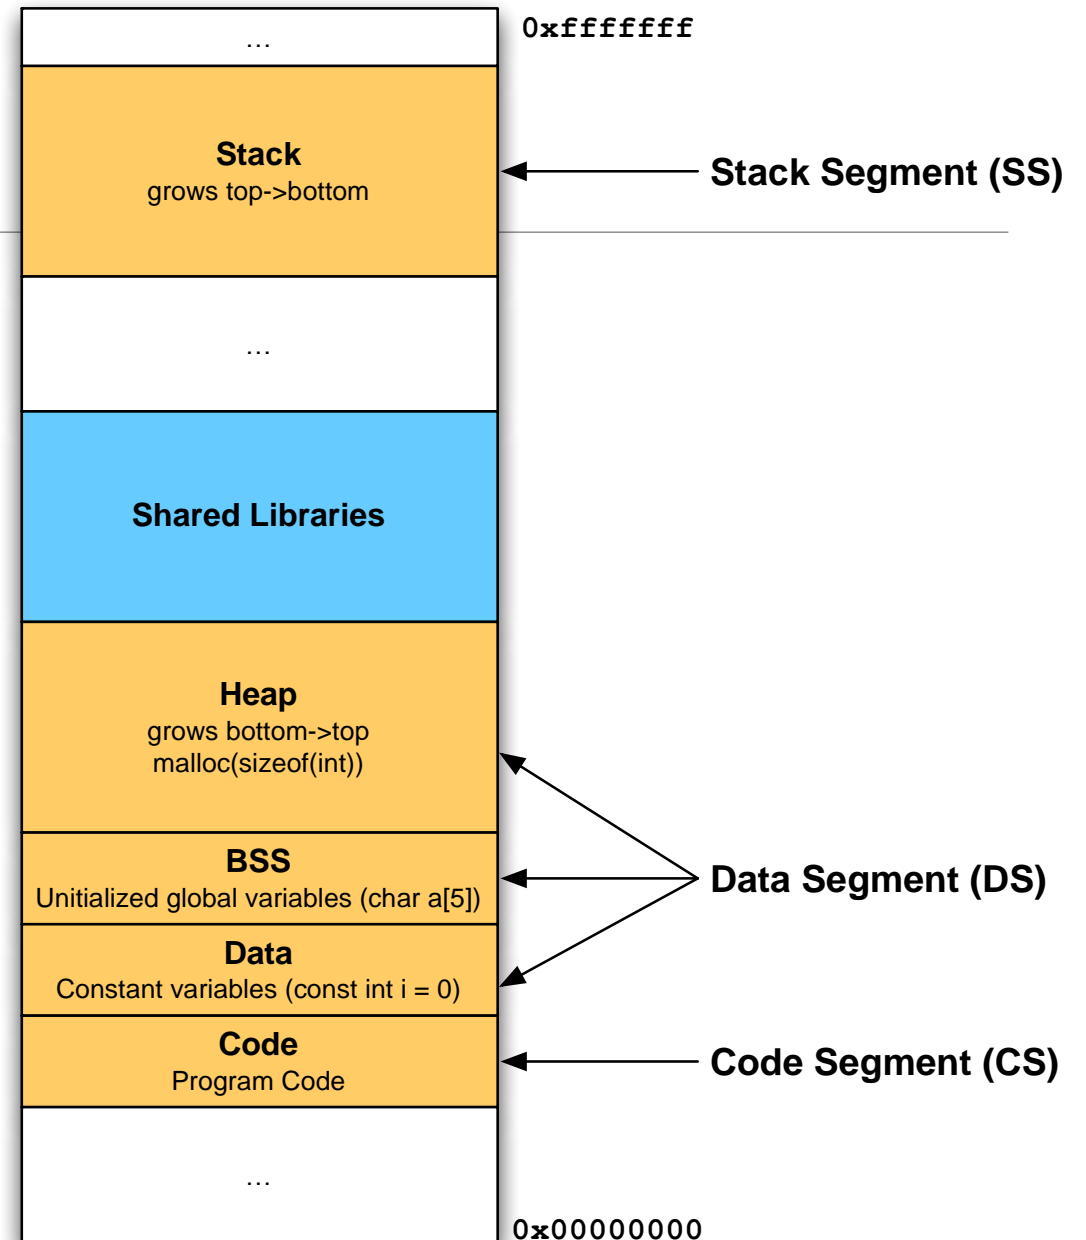 ...
0xfffffff
Stack
grows top->bottom
Stack Segment (SS)
...
Shared Libraries
Heap
grows bottom->top
malloc(sizeof(int))
BSS
Unitialized global variables (char a[5])
Data Segment (DS)
Data
Constant variables (const int i = 0)
Code
Program Code
Code Segment (CS)
...
0x00000000